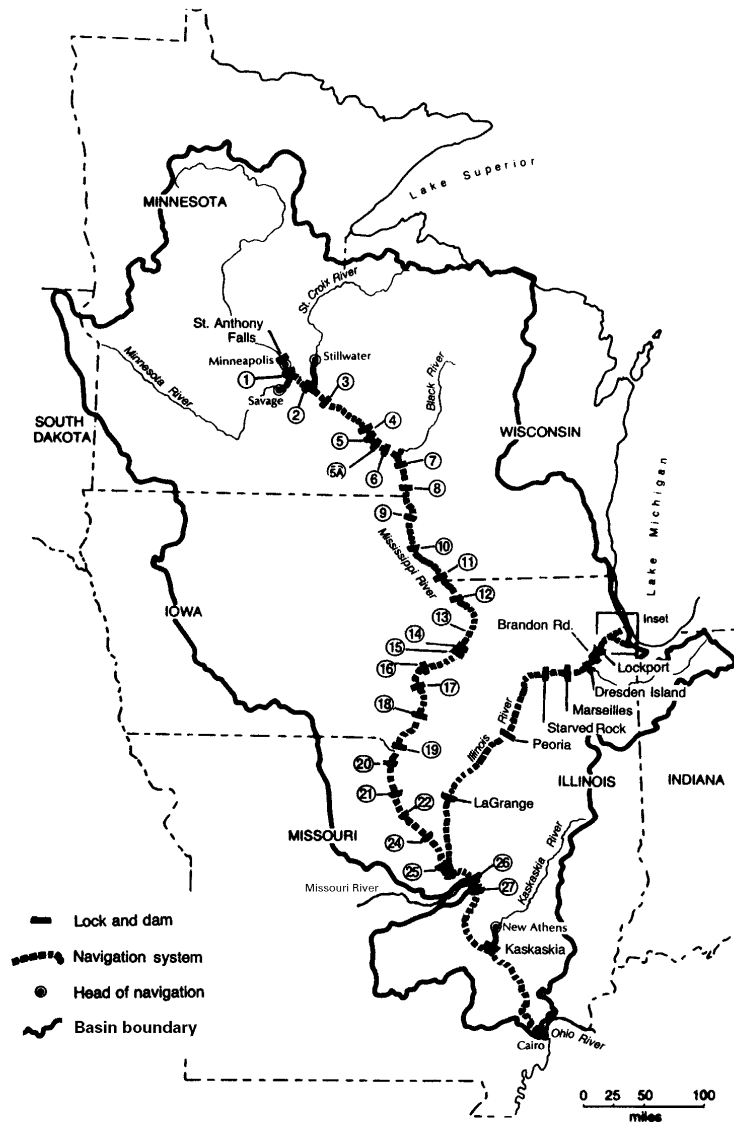 Lake Superior
MINNESOTA
St. Croix River
St. Anthony
Falls
Minneapolis
Stillwater
Minnesota River
1
Savage
2
3
Black River
4
SOUTH
DAKOTA
5
5A
6
WISCONSIN
7
8
9
Lake Michigan
Mississippi River
10
11
12
IOWA
13
Inset
Brandon Rd.
14
15
Lockport
16
Dresden Island
17
Marseilles
18
Starved Rock
Illinois River
Peoria
19
20
ILLINOIS
INDIANA
21
22
LaGrange
MISSOURI
24
Kaskaskia River
25
26
Missouri River
27
New Athens
Kaskaskia
Lock and dam
Navigation system
Head of navigation
Basin boundary
Cairo
Ohio River
0 25 50 100
miles